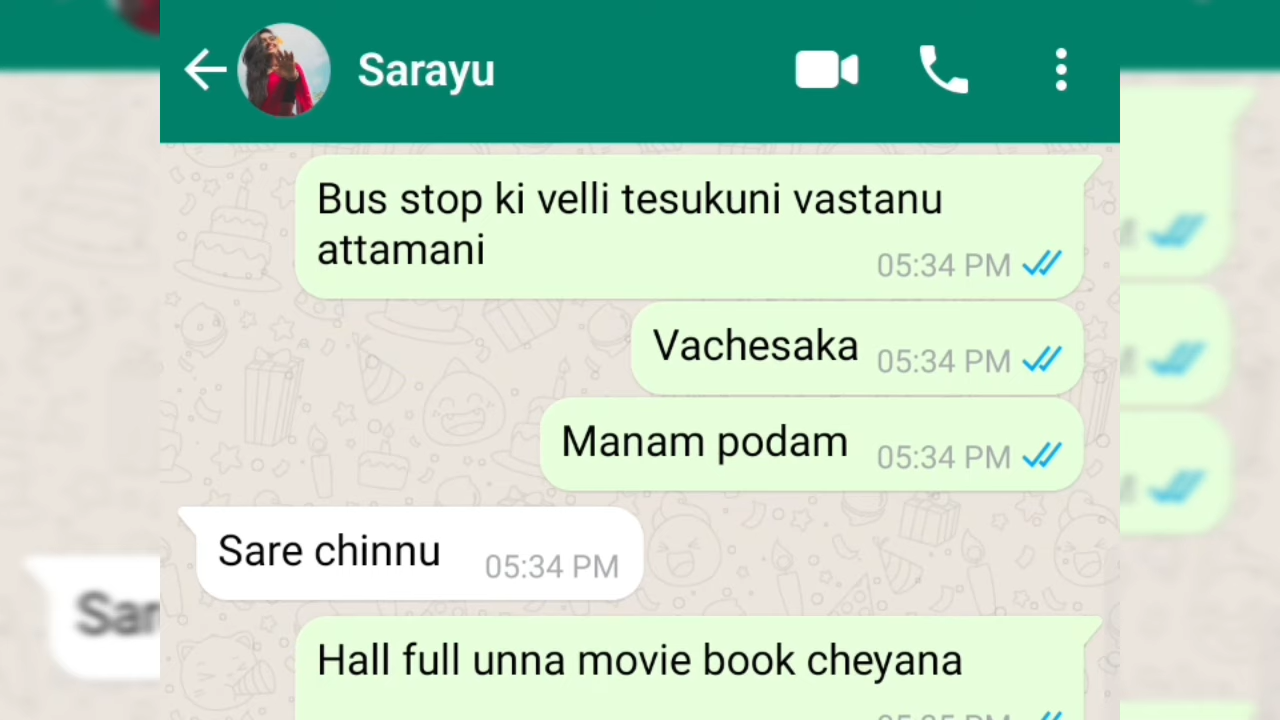 Sarayu
Bus stop ki velli tesukuni vastanu
attamani
05:34 PM
Vachesaka 05:34 PM
Manam podam 05:34 PM
Sare chinnu 05:34 PM
Hall full unna movie book cheyana